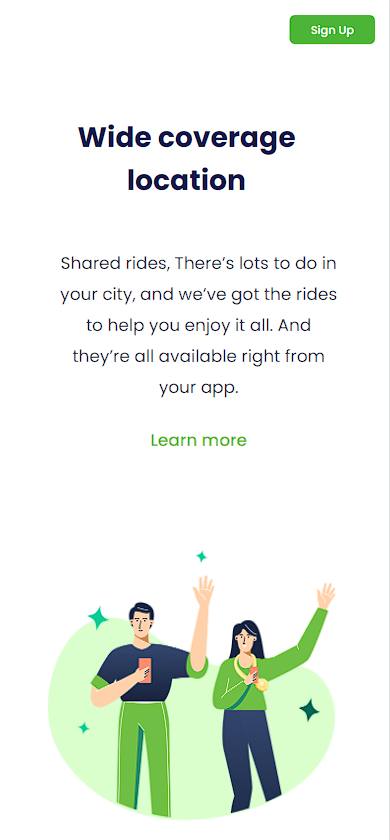 Sign Up
Wide coverage
location
Shared rides, There’s lots to do in
your city, and we’ve got the rides
to help you enjoy it all. And
they’re all available right from
your app.
Learn more